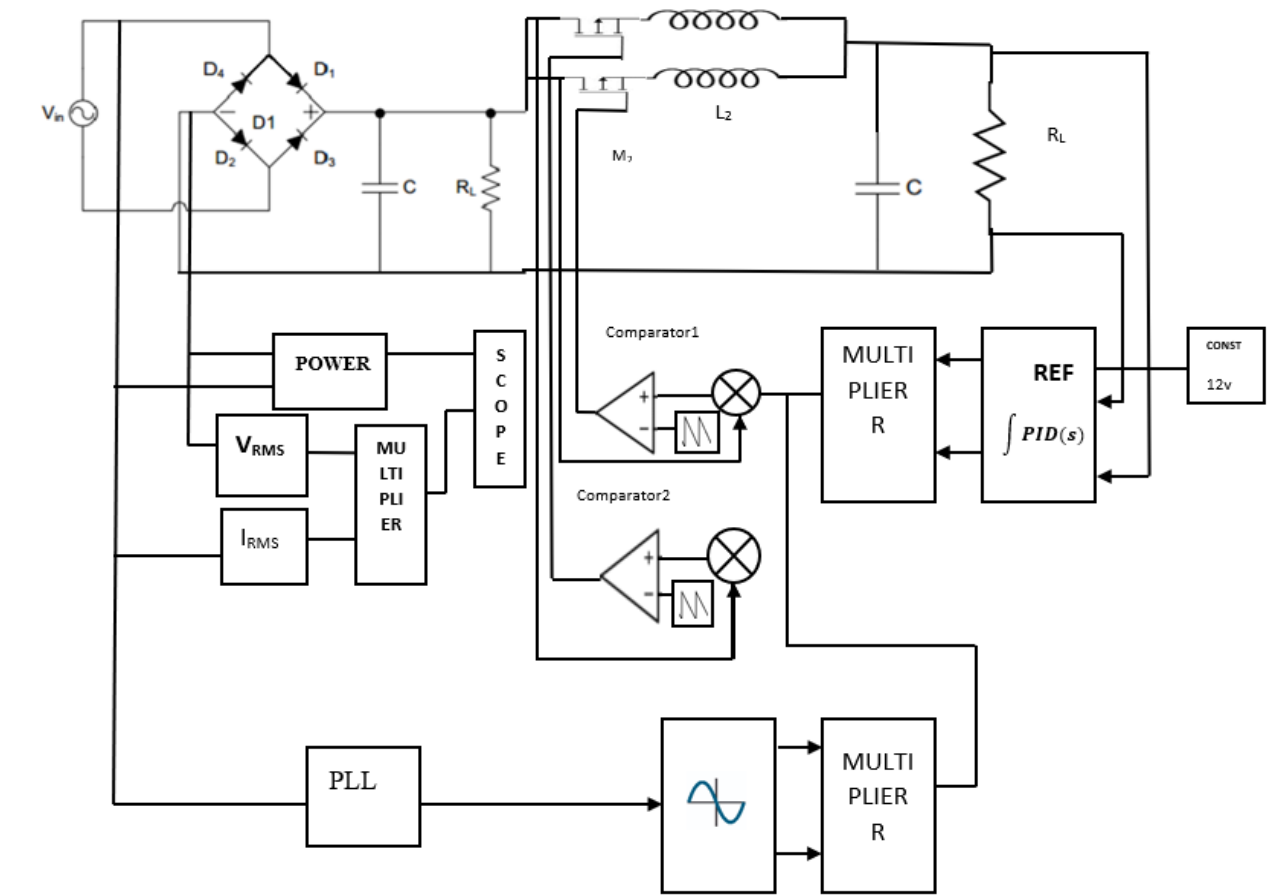 D₄
D₁
Vin
−
D1
+
D₂
D₃
C
RL
L₂
M₂
C
RL
POWER
S
C
O
P
E
VRMS
MU
LTI
PLI
ER
IRMS
Comparator1
+
−
MULTI
PLIER
R
REF
∫ PID(s)
CONST
12v
Comparator2
+
−
PLL
MULTI
PLIER
R